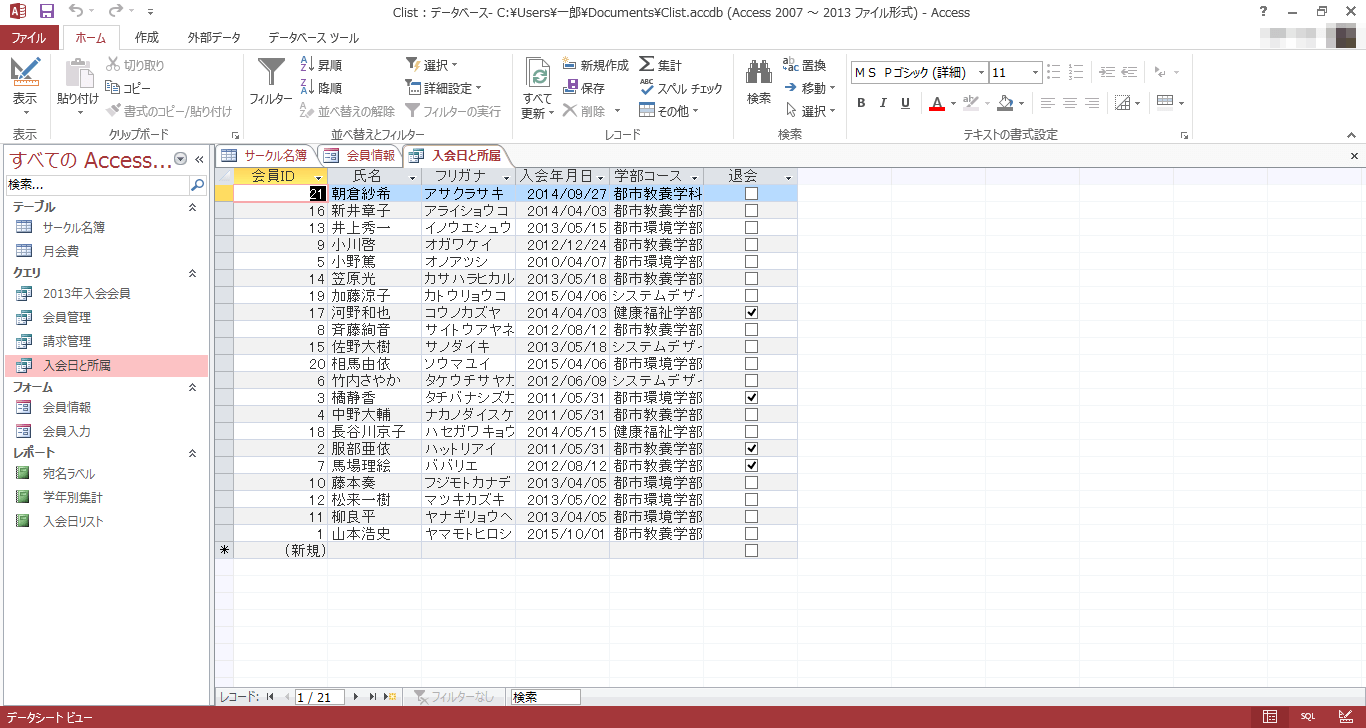 Clist : データベース- C:¥Users¥一郎¥Documents¥Clist.accdb (Access 2007 ～ 2013 ファイル形式) - Access
ファイル ホーム 作成 外部データ データベース ツール
表示
貼り付け
切り取り
コピー
書式のコピー/貼り付け
フィルター
昇順
降順
並べ替えの解除
選択
詳細設定
フィルターの実行
すべて
更新
新規作成
保存
削除
集計
スペル チェック
その他
検索
置換
移動
選択
ＭＳ Ｐゴシック (詳細) 11
B I U A
表示 クリップボード 並べ替えとフィルター レコード 検索 テキストの書式設定
すべての Access...
検索...
テーブル
サークル名簿
月会費
クエリ
2013年入会会員
会員管理
請求管理
入会日と所属
フォーム
会員情報
会員入力
レポート
宛名ラベル
学年別集計
入会日リスト
サークル名簿 会員情報 入会日と所属
会員ID 氏名 フリガナ 入会年月日 学部コース 退会
21 朝倉紗希 アサクラサキ 2014/09/27 都市教養学科
16 新井章子 アライショウコ 2014/04/03 都市教養学部
13 井上秀一 イノウエシュウ 2013/05/15 都市環境学部
9 小川啓 オガワケイ 2012/12/24 都市教養学部
5 小野篤 オノアツシ 2010/04/07 都市環境学部
14 笠原光 カサハラヒカル 2013/05/18 都市教養学部
19 加藤涼子 カトウリョウコ 2015/04/06 システムデザ
17 河野和也 コウノカズヤ 2014/04/03 健康福祉学部
8 斉藤絢音 サイトウアヤネ 2012/08/12 都市教養学部
15 佐野大樹 サノダイキ 2013/05/18 システムデザ
20 相馬由依 ソウマユイ 2015/04/06 都市環境学部
6 竹内さやか タケウチサヤカ 2012/06/09 システムデザ
3 橘静香 タチバナシズカ 2011/05/31 都市環境学部
4 中野大輔 ナカノダイスケ 2011/05/31 都市教養学部
18 長谷川京子 ハセガワキョウ 2014/05/15 健康福祉学部
2 服部亜依 ハットリアイ 2011/05/31 都市教養学部
7 馬場理絵 ババリエ 2012/08/12 都市教養学部
10 藤本奏 フジモトカナデ 2013/04/05 都市環境学部
12 松来一樹 マツキカズキ 2013/05/02 都市環境学部
11 柳良平 ヤナギリョウヘ 2013/04/05 都市環境学部
1 山本浩史 ヤマモトヒロシ 2015/10/01 都市教養学部
(新規)
レコード: 1 / 21 フィルターなし 検索
データシート ビュー SQL